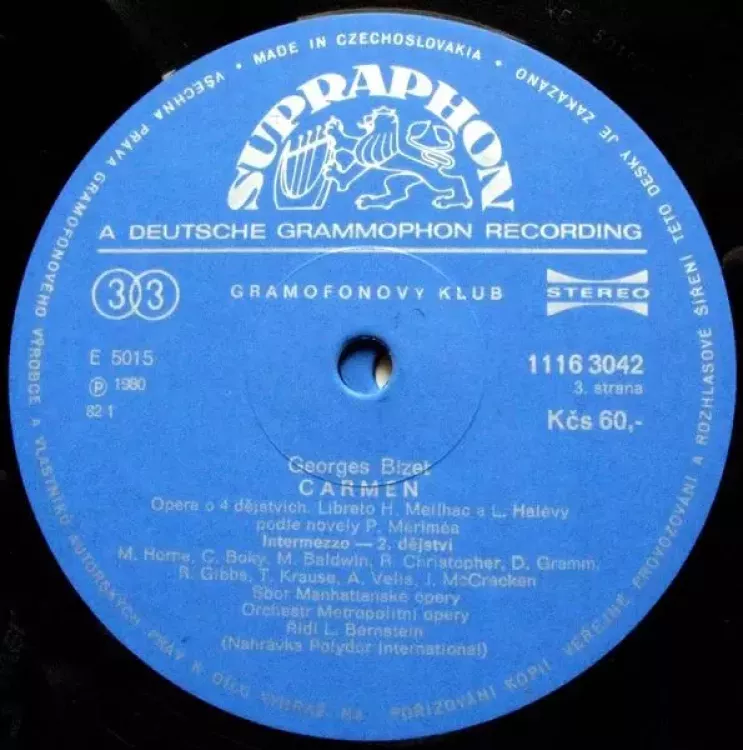 MADE IN CZECHOSLOVAKIA • VŠECHNA PRÁVA GRAMOFONOVÉHO VÝROBCE A VLASTNÍKŮ AUTORSKÝCH PRÁV K DÍLU VYHRAZENA. POŘIZOVÁNÍ KOPIÍ VEŘEJNÉ PROVOZOVÁNÍ A ROZHLASOVÉ ŠÍŘENÍ TÉTO DESKY JE ZAKÁZÁNO •
SUPRAPHON
A DEUTSCHE GRAMMOPHON RECORDING
33
GRAMOFONOVÝ KLUB
STEREO
E 5015
1116 3042
Ⓟ 1980
3. strana
82 1
Kčs 60,-
Georges Bizet
CARMEN
Opera o 4 dějstvích. Libreto H. Meilhac a L. Halévy
podle novely P. Meriméa
Intermezzo — 2. dějství
M. Horne, C. Boky, M. Baldwin, R. Christopher, D. Gramm,
R. Gibbs, T. Krause, A. Velis, J. McCracken
Sbor Manhattanské opery
Orchestr Metropolitní opery
Řídí L. Bernstein
(Nahrávka Polydor International)